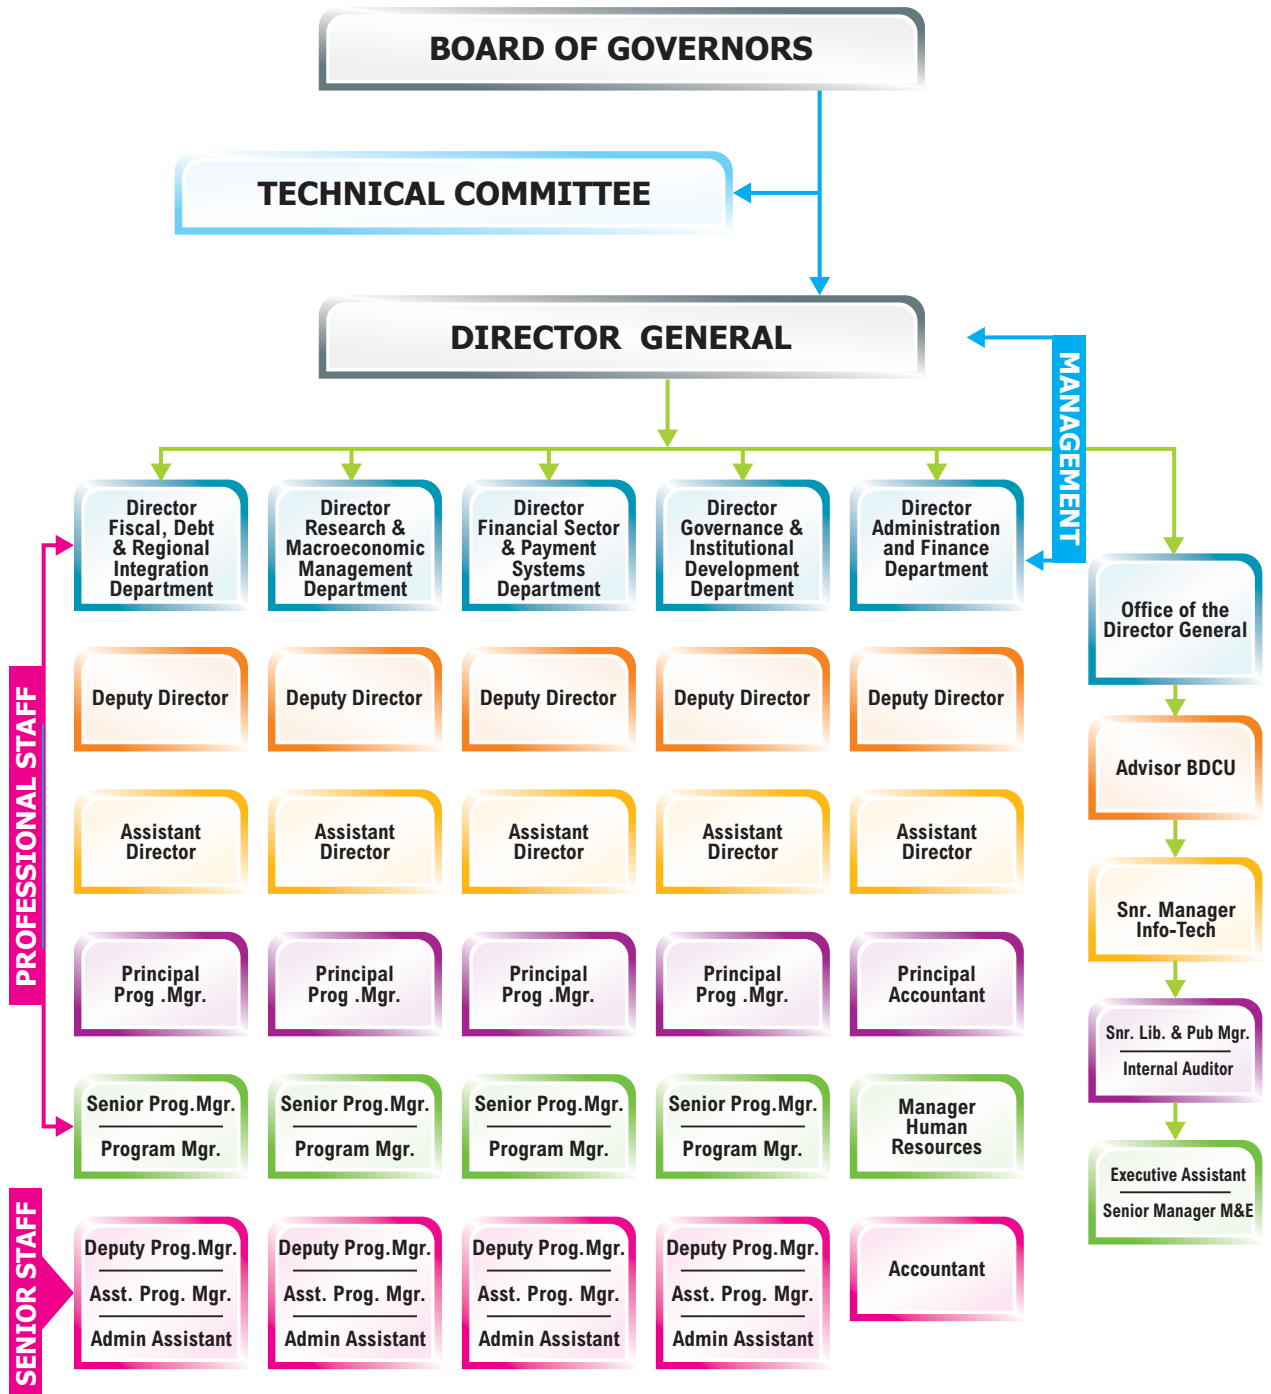 BOARD OF GOVERNORS
TECHNICAL COMMITTEE
DIRECTOR GENERAL
MANAGEMENT
Director
Fiscal, Debt
& Regional
Integration
Department
Director
Research &
Macroeconomic
Management
Department
Director
Financial Sector
& Payment
Systems
Department
Director
Governance &
Institutional
Development
Department
Director
Administration
and Finance
Department
Office of the
Director General
PROFESSIONAL STAFF
Deputy Director
Deputy Director
Deputy Director
Deputy Director
Deputy Director
Advisor BDCU
Assistant
Director
Assistant
Director
Assistant
Director
Assistant
Director
Assistant
Director
Snr. Manager
Info-Tech
Principal
Prog .Mgr.
Principal
Prog .Mgr.
Principal
Prog .Mgr.
Principal
Prog .Mgr.
Principal
Accountant
Snr. Lib. & Pub Mgr.
Internal Auditor
Senior Prog.Mgr.
Program Mgr.
Senior Prog.Mgr.
Program Mgr.
Senior Prog.Mgr.
Program Mgr.
Senior Prog.Mgr.
Program Mgr.
Manager
Human
Resources
Executive Assistant
Senior Manager M&E
SENIOR STAFF
Deputy Prog.Mgr.
Asst. Prog. Mgr.
Admin Assistant
Deputy Prog.Mgr.
Asst. Prog. Mgr.
Admin Assistant
Deputy Prog.Mgr.
Asst. Prog. Mgr.
Admin Assistant
Deputy Prog.Mgr.
Asst. Prog. Mgr.
Admin Assistant
Accountant